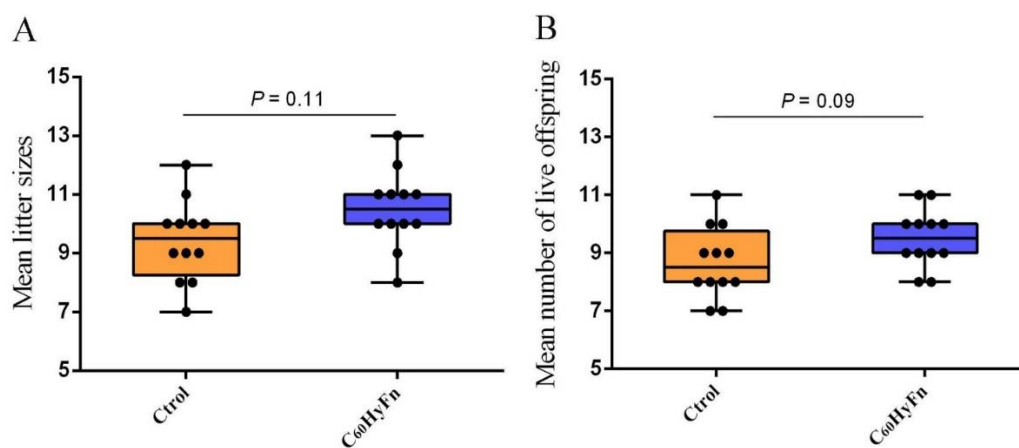 A
Mean litter sizes
15
13
11
9
7
5
P = 0.11
Ctrol
C₆₀HyFn
B
Mean number of live offspring
15
13
11
9
7
5
P = 0.09
Ctrol
C₆₀HyFn